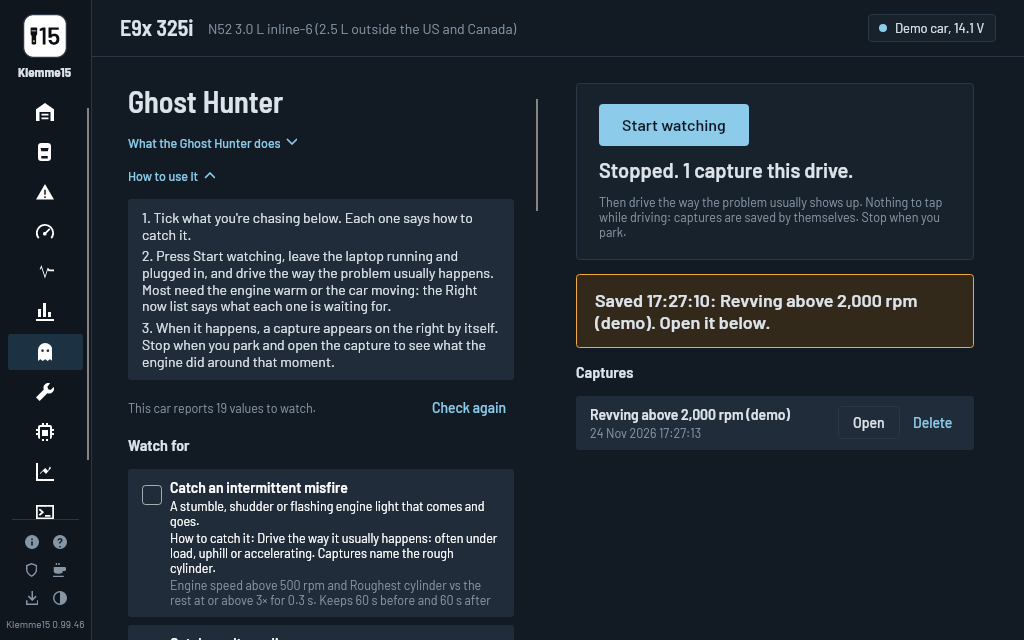 115
Klemme15
E9x 325i
N52 3.0 L inline-6 (2.5 L outside the US and Canada)
Demo car, 14.1 V
Ghost Hunter
What the Ghost Hunter does
How to use it
1. Tick what you're chasing below. Each one says how to
catch it.
2. Press Start watching, leave the laptop running and
plugged in, and drive the way the problem usually happens.
Most need the engine warm or the car moving: the Right
now list says what each one is waiting for.
3. When it happens, a capture appears on the right by itself.
Stop when you park and open the capture to see what the
engine did around that moment.
This car reports 19 values to watch.
Check again
Watch for
Catch an intermittent misfire
A stumble, shudder or flashing engine light that comes and
goes.
How to catch it: Drive the way it usually happens: often under
load, uphill or accelerating. Captures name the rough
cylinder.
Engine speed above 500 rpm and Roughest cylinder vs the
rest at or above 3× for 0.3 s. Keeps 60 s before and 60 s after
Start watching
Stopped. 1 capture this drive.
Then drive the way the problem usually shows up. Nothing to tap
while driving: captures are saved by themselves. Stop when you
park.
Saved 17:27:10: Revving above 2,000 rpm
(demo). Open it below.
Captures
Revving above 2,000 rpm (demo)
24 Nov 2026 17:27:13
Open
Delete
Klemme15 0.99.46